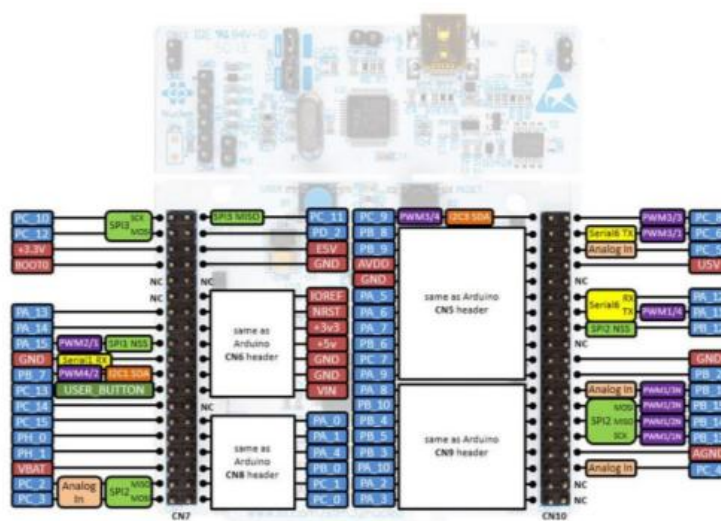 PC_10
SPI3
SCK
MOSI
SPI3 MISO
PC_11
PC_9
PWM3/4
I2C3 SDA
PWM3/3
PC_12
PD_2
PB_8
Serial6 TX
PWM3/1
+3.3V
E5V
PB_9
Analog In
BOOT0
GND
AVDD
U5V
NC
GND
NC
NC
IOREF
PA_5
Serial6
RX
TX
PWM1/4
PA_13
NRST
PA_6
PA_14
+3v3
PA_7
SPI2 NSS
PA_15
PWM2/1
SPI1 NSS
+5v
PB_6
NC
GND
Serial1 RX
GND
PC_7
GND
PB_7
PWM4/2
I2C1 SDA
GND
PA_9
PC_13
USER_BUTTON
VIN
PA_8
Analog In
PWM1/3N
PC_14
NC
PB_10
SPI2
MOSI
MISO
SCK
PWM1/2N
PC_15
PA_0
PB_4
PWM1/1N
PH_0
PA_1
PB_5
PH_1
PA_4
PB_3
AGND
VBAT
PB_0
PA_10
Analog In
PC_2
Analog In
SPI2
MISO
MOSI
PC_1
PA_2
NC
PC_3
PC_0
PA_3
NC
same as
Arduino
CN6 header
same as
Arduino
CN8 header
same as
Arduino
CN5 header
same as
Arduino
CN9 header
CN7
CN10